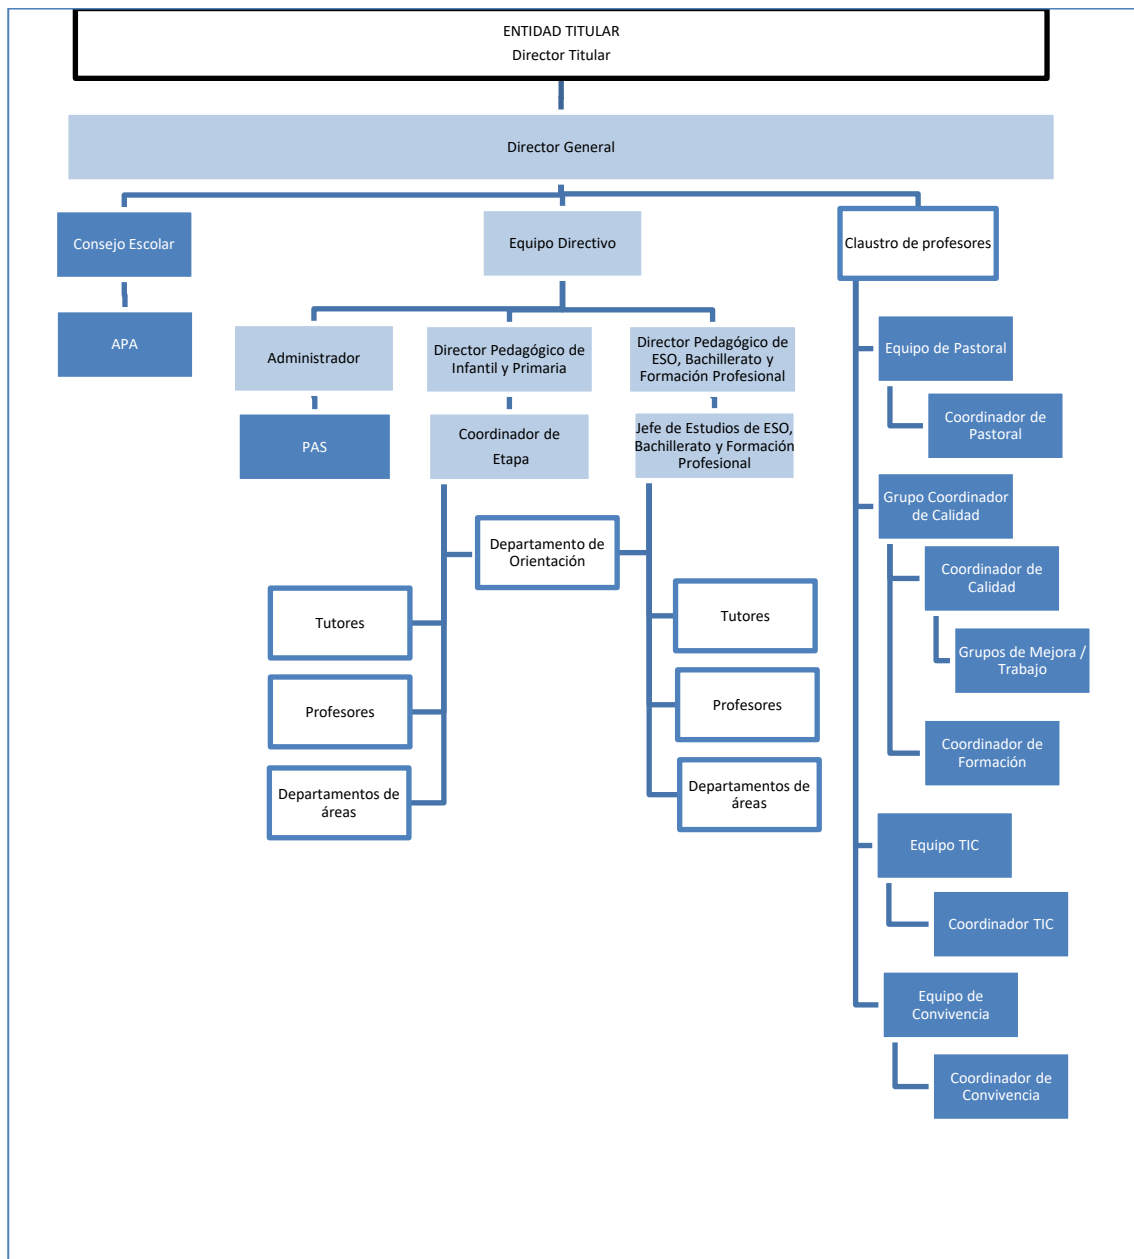 ENTIDAD TITULAR
Director Titular
Director General
Consejo Escolar
APA
Equipo Directivo
Administrador
PAS
Director Pedagógico de
Infantil y Primaria
Coordinador de
Etapa
Director Pedagógico de
ESO, Bachillerato y
Formación Profesional
Jefe de Estudios de ESO,
Bachillerato y Formación
Profesional
Departamento de
Orientación
Tutores
Profesores
Departamentos de
áreas
Tutores
Profesores
Departamentos de
áreas
Claustro de profesores
Equipo de Pastoral
Coordinador de
Pastoral
Grupo Coordinador
de Calidad
Coordinador de
Calidad
Grupos de Mejora /
Trabajo
Coordinador de
Formación
Equipo TIC
Coordinador TIC
Equipo de
Convivencia
Coordinador de
Convivencia